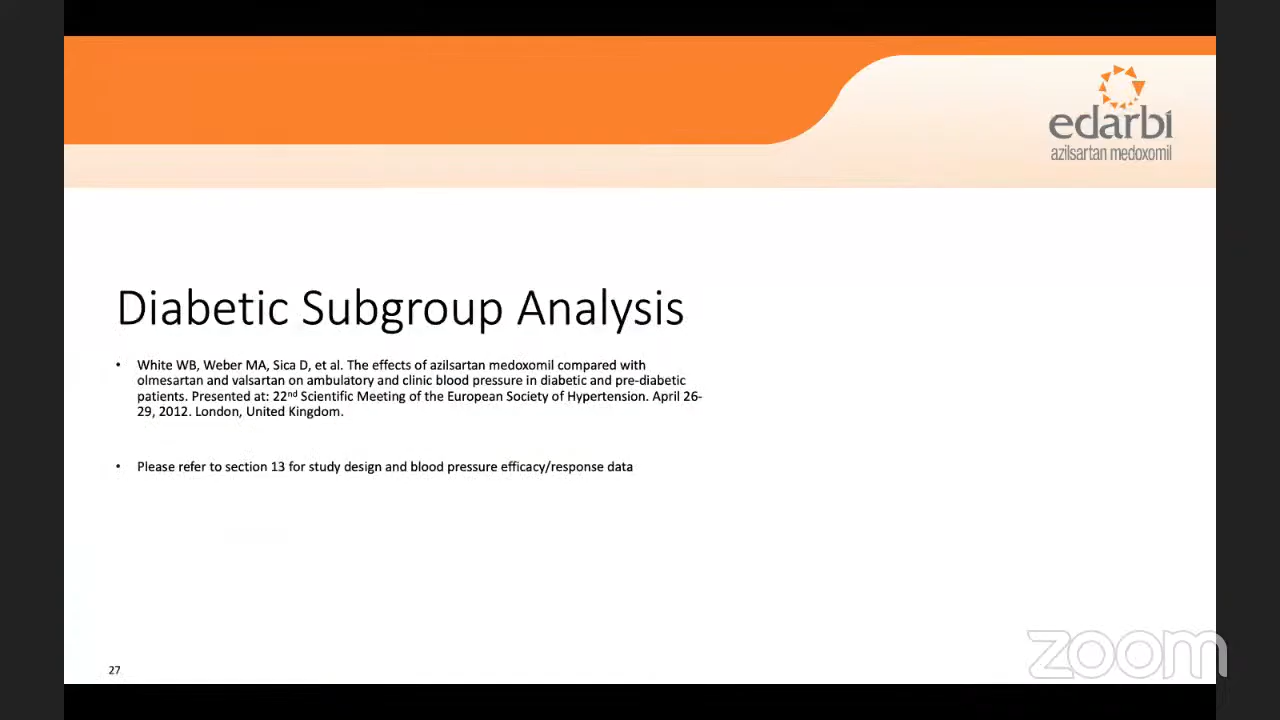 edarbi
azilsartan medoxomil
Diabetic Subgroup Analysis
• White WB, Weber MA, Sica D, et al. The effects of azilsartan medoxomil compared with
olmesartan and valsartan on ambulatory and clinic blood pressure in diabetic and pre-diabetic
patients. Presented at: 22nd Scientific Meeting of the European Society of Hypertension. April 26-
29, 2012. London, United Kingdom.
• Please refer to section 13 for study design and blood pressure efficacy/response data
27
zoom